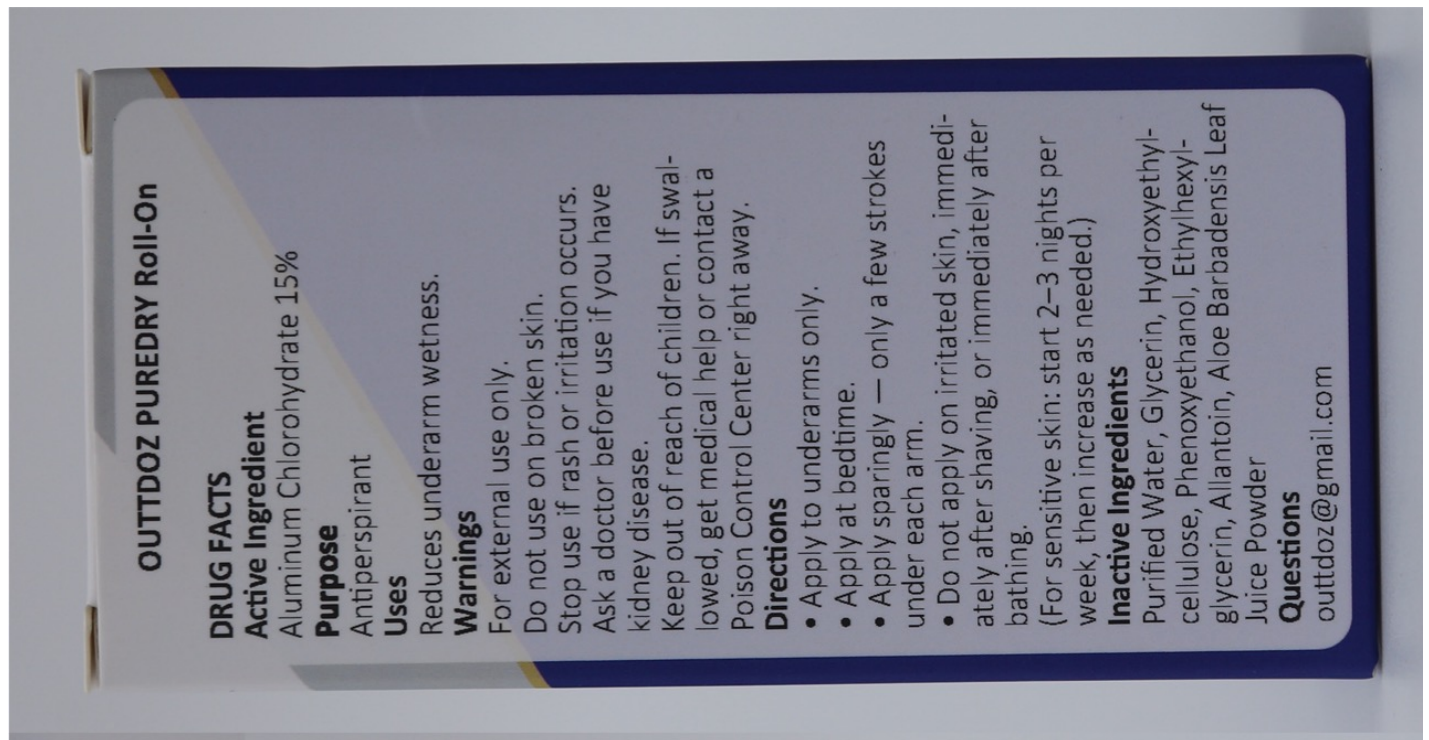 OUTTDOZ PUREDRY Roll-On
DRUG FACTS
Active Ingredient
Aluminum Chlorohydrate 15%
Purpose
Antiperspirant
Uses
Reduces underarm wetness.
Warnings
For external use only.
Do not use on broken skin.
Stop use if rash or irritation occurs.
Ask a doctor before use if you have
kidney disease.
Keep out of reach of children. If swal-
lowed, get medical help or contact a
Poison Control Center right away.
Directions
• Apply to underarms only.
• Apply at bedtime.
• Apply sparingly — only a few strokes
under each arm.
• Do not apply on irritated skin, immedi-
ately after shaving, or immediately after
bathing.
(For sensitive skin: start 2–3 nights per
week, then increase as needed.)
Inactive Ingredients
Purified Water, Glycerin, Hydroxyethyl-
cellulose, Phenoxyethanol, Ethylhexyl-
glycerin, Allantoin, Aloe Barbadensis Leaf
Juice Powder
Questions
outtdoz@gmail.com